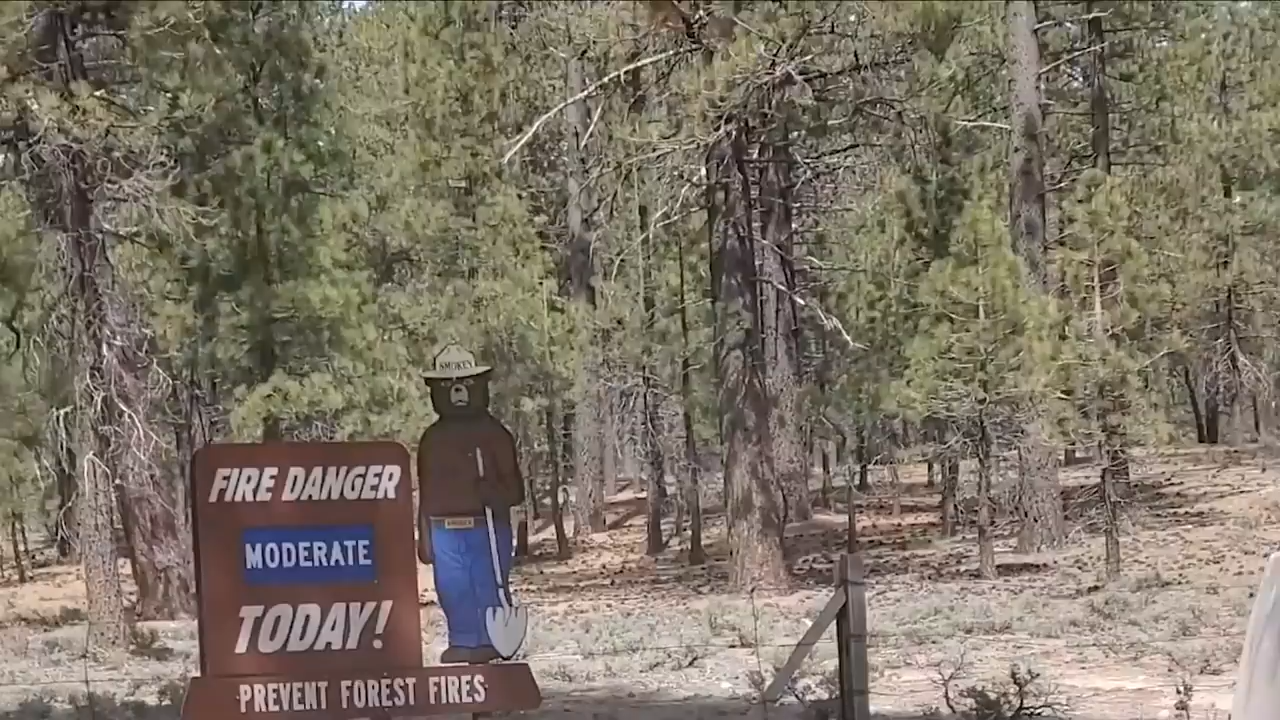 SMOKEY
FIRE DANGER
MODERATE
TODAY!
PREVENT FOREST FIRES